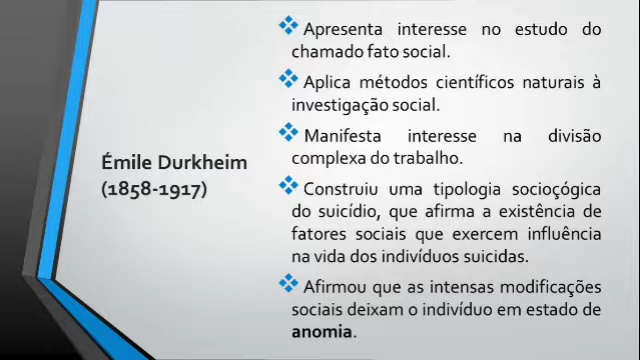 Émile Durkheim
(1858-1917)
Apresenta interesse no estudo do
chamado fato social.
Aplica métodos científicos naturais à
investigação social.
Manifesta interesse na divisão
complexa do trabalho.
Construiu uma tipologia socioçógica
do suicídio, que afirma a existência de
fatores sociais que exercem influência
na vida dos indivíduos suicidas.
Afirmou que as intensas modificações
sociais deixam o indivíduo em estado de
anomia.